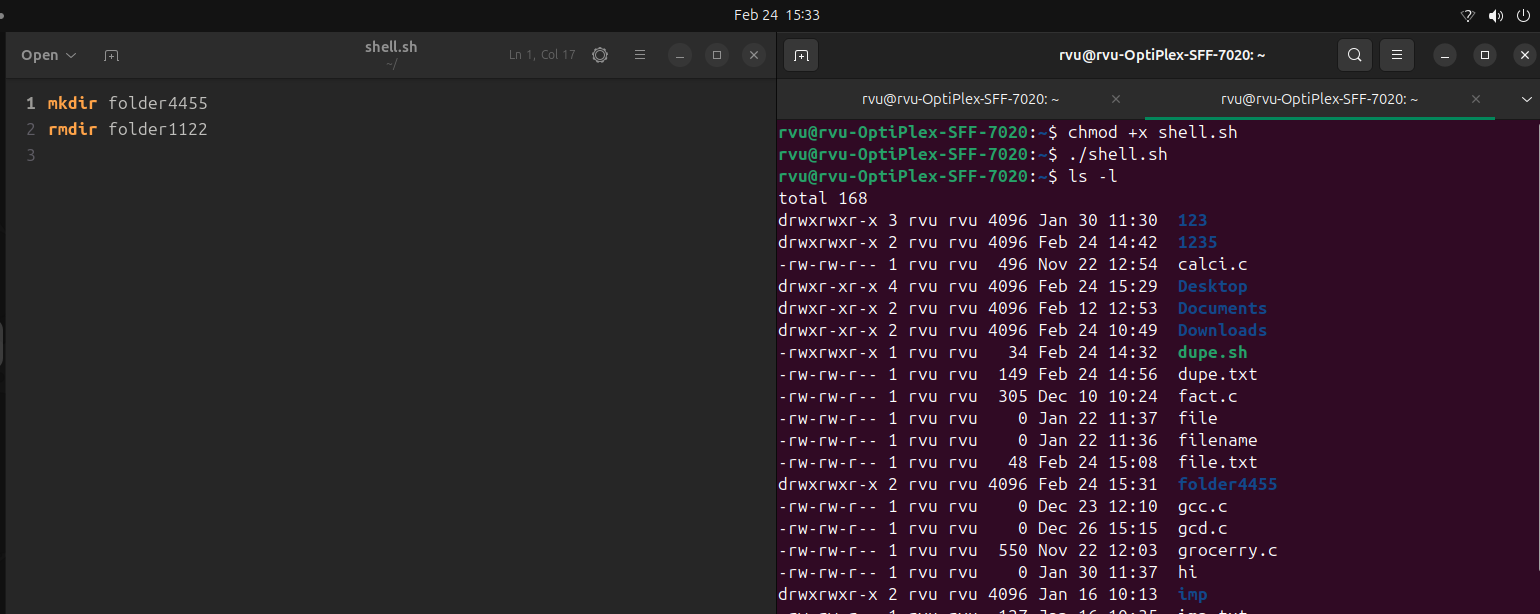 Feb 24 15:33
Open
shell.sh
~/
Ln 1, Col 17
1 mkdir folder4455
2 rmdir folder1122
3
rvu@rvu-OptiPlex-SFF-7020: ~
rvu@rvu-OptiPlex-SFF-7020: ~
rvu@rvu-OptiPlex-SFF-7020: ~
rvu@rvu-OptiPlex-SFF-7020:~$ chmod +x shell.sh
rvu@rvu-OptiPlex-SFF-7020:~$ ./shell.sh
rvu@rvu-OptiPlex-SFF-7020:~$ ls -l
total 168
drwxrwxr-x 3 rvu rvu 4096 Jan 30 11:30 123
drwxrwxr-x 2 rvu rvu 4096 Feb 24 14:42 1235
-rw-rw-r-- 1 rvu rvu  496 Nov 22 12:54 calci.c
drwxr-xr-x 4 rvu rvu 4096 Feb 24 15:29 Desktop
drwxr-xr-x 2 rvu rvu 4096 Feb 12 12:53 Documents
drwxr-xr-x 2 rvu rvu 4096 Feb 24 10:49 Downloads
-rwxrwxr-x 1 rvu rvu   34 Feb 24 14:32 dupe.sh
-rw-rw-r-- 1 rvu rvu  149 Feb 24 14:56 dupe.txt
-rw-rw-r-- 1 rvu rvu  305 Dec 10 10:24 fact.c
-rw-rw-r-- 1 rvu rvu    0 Jan 22 11:37 file
-rw-rw-r-- 1 rvu rvu    0 Jan 22 11:36 filename
-rw-rw-r-- 1 rvu rvu   48 Feb 24 15:08 file.txt
drwxrwxr-x 2 rvu rvu 4096 Feb 24 15:31 folder4455
-rw-rw-r-- 1 rvu rvu    0 Dec 23 12:10 gcc.c
-rw-rw-r-- 1 rvu rvu    0 Dec 26 15:15 gcd.c
-rw-rw-r-- 1 rvu rvu  550 Nov 22 12:03 grocerry.c
-rw-rw-r-- 1 rvu rvu    0 Jan 30 11:37 hi
drwxrwxr-x 2 rvu rvu 4096 Jan 16 10:13 imp